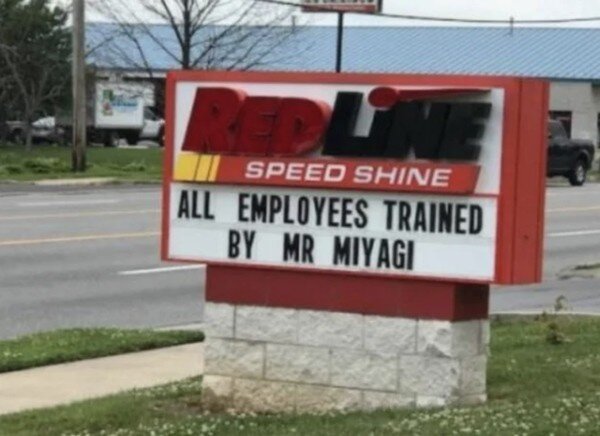 REDLINE
SPEED SHINE
ALL EMPLOYEES TRAINED
BY MR MIYAGI